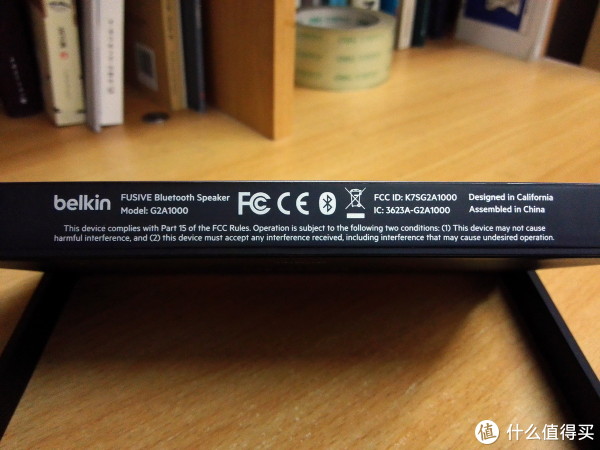 belkin
FUSIVE Bluetooth Speaker
Model: G2A1000
FC CE
FCC ID: K7SG2A1000
IC: 3623A-G2A1000
Designed in California
Assembled in China
This device complies with Part 15 of the FCC Rules. Operation is subject to the following two conditions: (1) This device may not cause
harmful interference, and (2) this device must accept any interference received, including interference that may cause undesired operation.
值 什么值得买